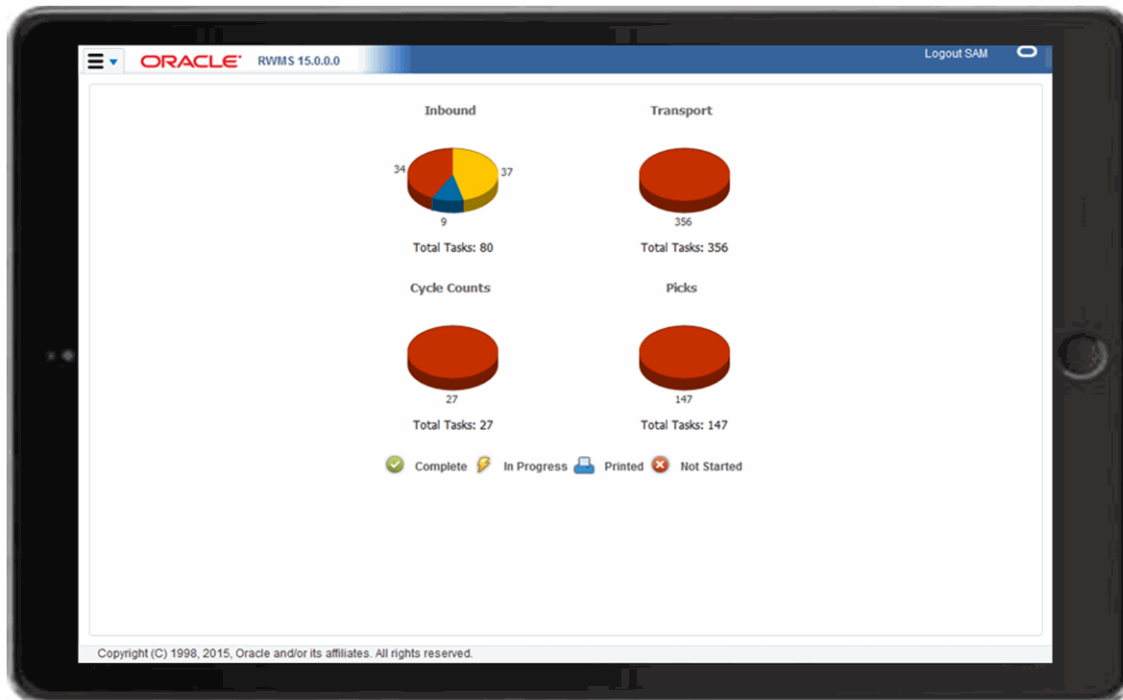 ORACLE® RWMS 15.0.0.0 Logout SAM
Inbound Transport
34 37
9 356
Total Tasks: 80 Total Tasks: 356
Cycle Counts Picks
27 147
Total Tasks: 27 Total Tasks: 147
Complete In Progress Printed Not Started
Copyright (C) 1998, 2015, Oracle and/or its affiliates. All rights reserved.